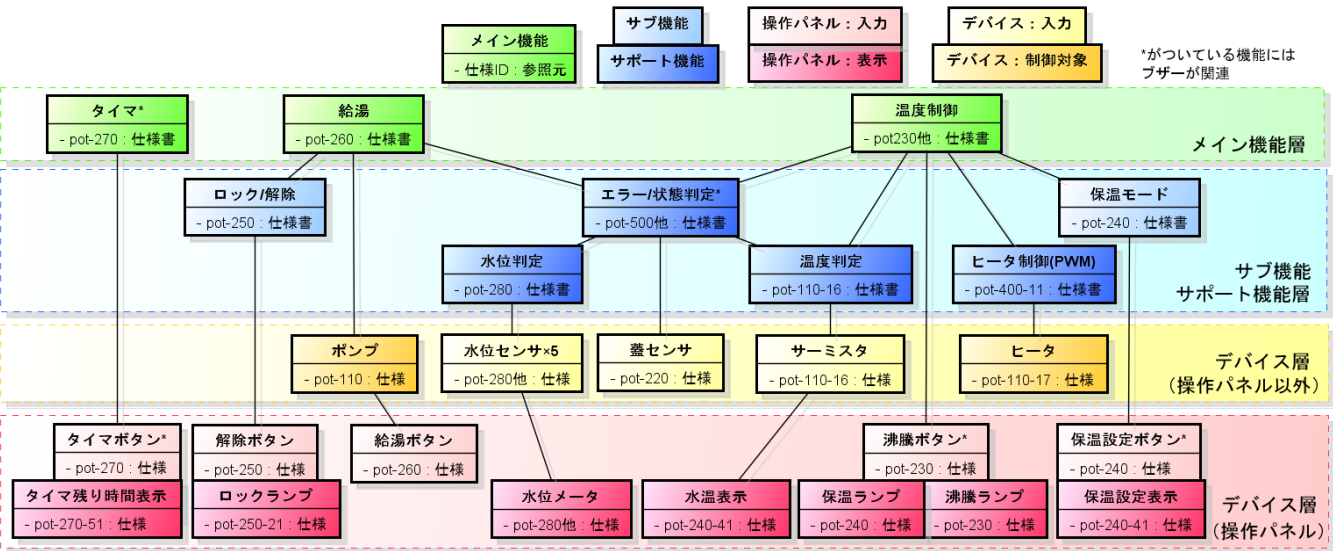 メイン機能
- 仕様ID : 参照元
サブ機能
サポート機能
操作パネル : 入力
操作パネル : 表示
デバイス : 入力
デバイス : 制御対象
*がついている機能には
ブザーが関連
タイマ*
- pot-270 : 仕様書
給湯
- pot-260 : 仕様書
温度制御
- pot230他 : 仕様書
メイン機能層
ロック/解除
- pot-250 : 仕様書
エラー/状態判定*
- pot-500他 : 仕様書
保温モード
- pot-240 : 仕様書
水位判定
- pot-280 : 仕様書
温度判定
- pot-110-16 : 仕様書
ヒータ制御(PWM)
- pot-400-11 : 仕様書
サブ機能
サポート機能層
ポンプ
- pot-110 : 仕様
水位センサ×5
- pot-280他 : 仕様
蓋センサ
- pot-220 : 仕様
サーミスタ
- pot-110-16 : 仕様
ヒータ
- pot-110-17 : 仕様
デバイス層
(操作パネル以外)
タイマボタン*
- pot-270 : 仕様
解除ボタン
- pot-250 : 仕様
給湯ボタン
- pot-260 : 仕様
沸騰ボタン*
- pot-230 : 仕様
保温設定ボタン*
- pot-240 : 仕様
タイマ残り時間表示
- pot-270-51 : 仕様
ロックランプ
- pot-250-21 : 仕様
水位メータ
- pot-280他 : 仕様
水温表示
- pot-240-41 : 仕様
保温ランプ
- pot-240 : 仕様
沸騰ランプ
- pot-230 : 仕様
保温設定表示
- pot-240-41 : 仕様
デバイス層
(操作パネル)